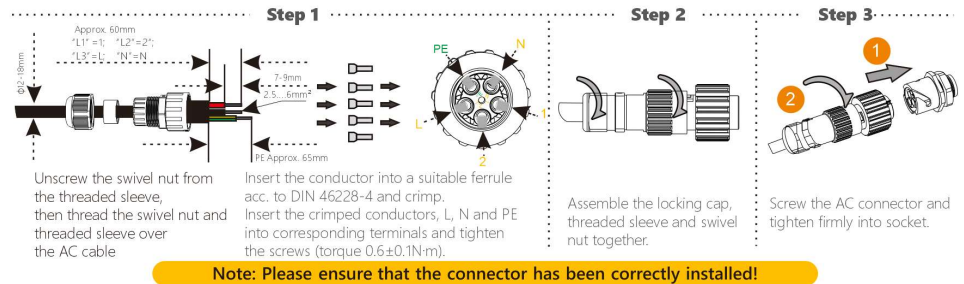 Step 1
Approx. 60mm
"L1"=1; "L2"=2";
"L3"=L; "N"=N
Φ12-18mm
7-9mm
2.5....6mm²
PE Approx. 65mm
PE
N
L
1
2
Unscrew the swivel nut from
the threaded sleeve,
then thread the swivel nut and
threaded sleeve over
the AC cable
Insert the conductor into a suitable ferrule
acc. to DIN 46228-4 and crimp.
Insert the crimped conductors, L, N and PE
into corresponding terminals and tighten
the screws (torque 0.6±0.1N·m).
Step 2
Assemble the locking cap,
threaded sleeve and swivel
nut together.
Step 3
1
2
Screw the AC connector and
tighten firmly into socket.
Note: Please ensure that the connector has been correctly installed!